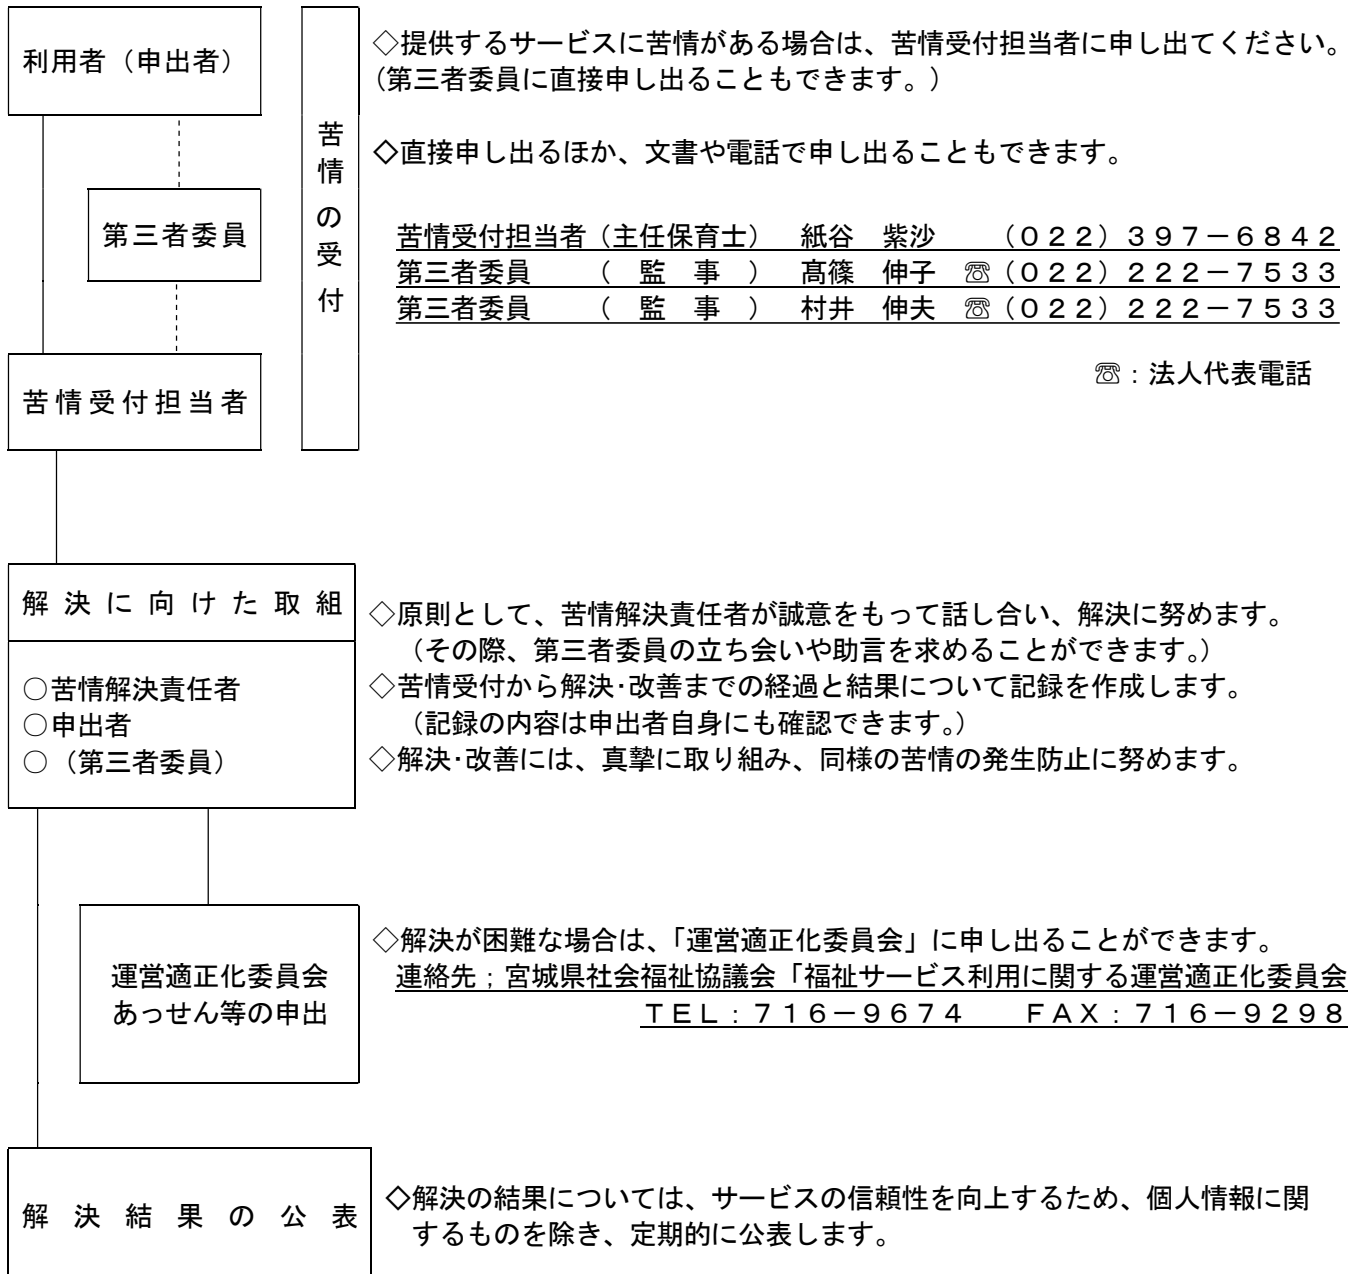 利用者（申出者）
◇提供するサービスに苦情がある場合は、苦情受付担当者に申し出てください。
（第三者委員に直接申し出ることもできます。）
苦情の受付
◇直接申し出るほか、文書や電話で申し出ることもできます。
第三者委員
苦情受付担当者（主任保育士）　紙谷　紫沙　（０２２）３９７－６８４２
第三者委員　（　監　事　）　髙篠　伸子　☏（０２２）２２２－７５３３
第三者委員　（　監　事　）　村井　伸夫　☏（０２２）２２２－７５３３
☏：法人代表電話
苦情受付担当者
解決に向けた取組
○苦情解決責任者
○申出者
○（第三者委員）
◇原則として、苦情解決責任者が誠意をもって話し合い、解決に努めます。
（その際、第三者委員の立ち会いや助言を求めることができます。）
◇苦情受付から解決･改善までの経過と結果について記録を作成します。
（記録の内容は申出者自身にも確認できます。）
◇解決･改善には、真摯に取り組み、同様の苦情の発生防止に努めます。
運営適正化委員会
あっせん等の申出
◇解決が困難な場合は、「運営適正化委員会」に申し出ることができます。
連絡先；宮城県社会福祉協議会「福祉サービス利用に関する運営適正化委員会
ＴＥＬ：７１６－９６７４　ＦＡＸ：７１６－９２９８
解決結果の公表
◇解決の結果については、サービスの信頼性を向上するため、個人情報に関
するものを除き、定期的に公表します。